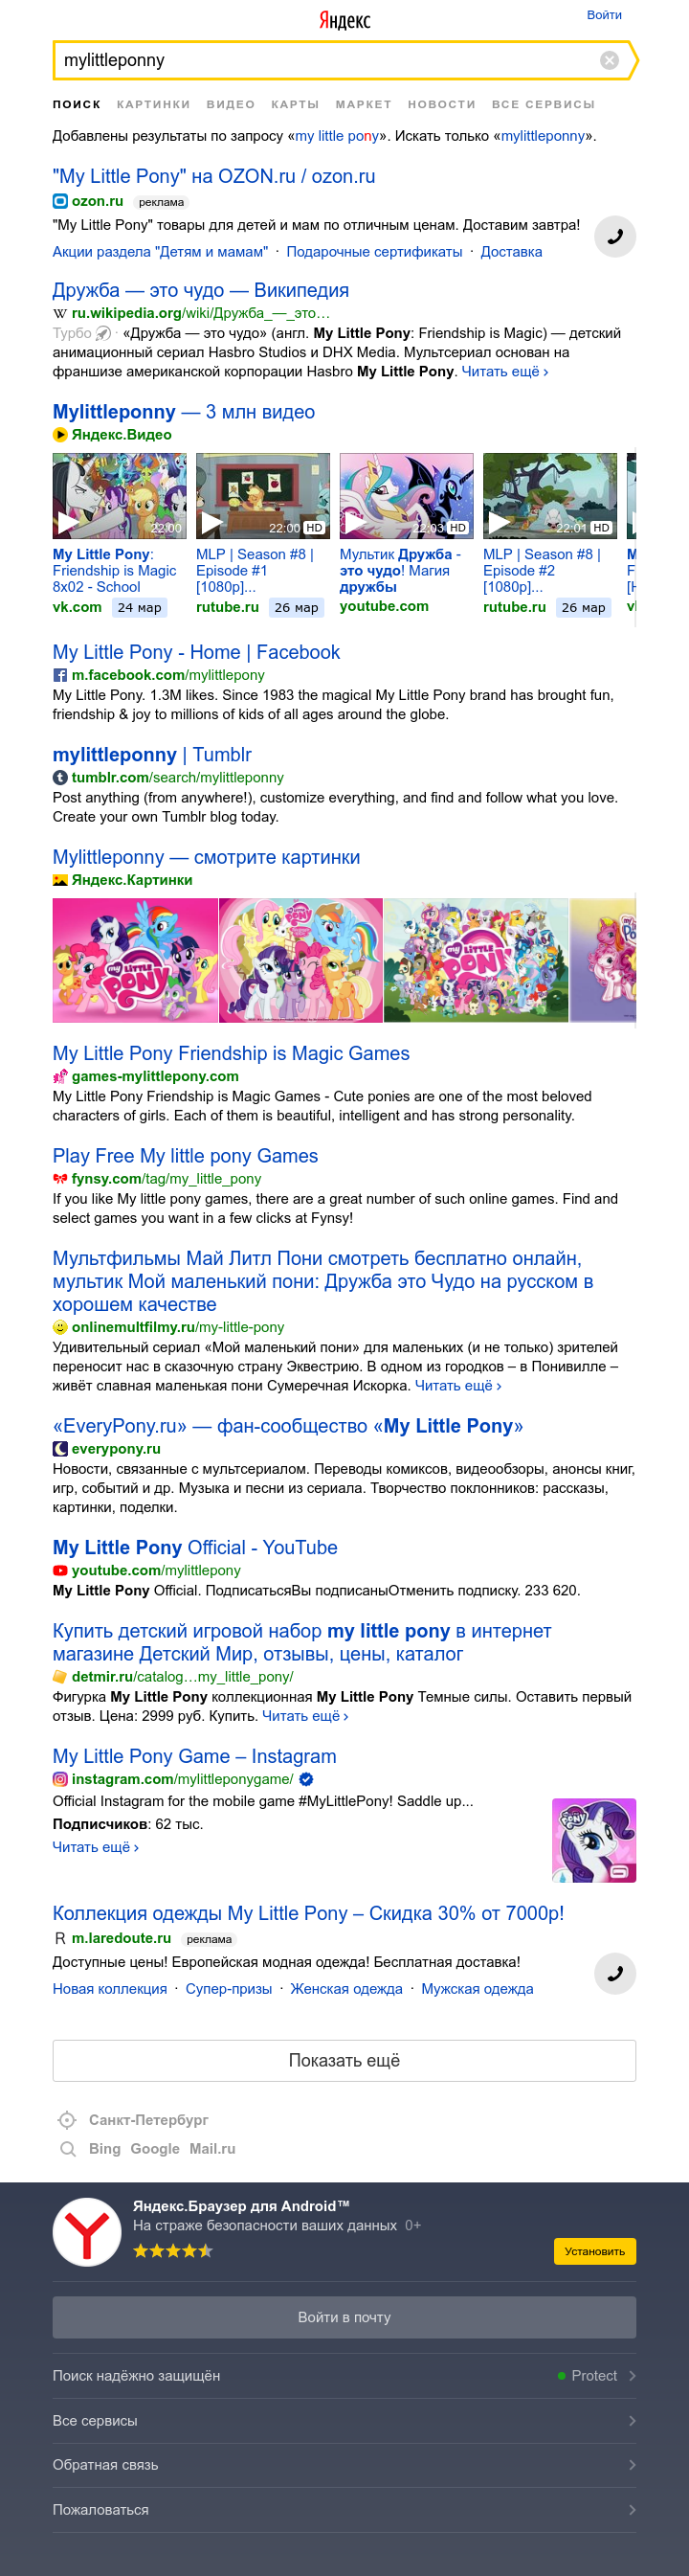 Яндекс
Войти
mylittleponny
ПОИСК КАРТИНКИ ВИДЕО КАРТЫ МАРКЕТ НОВОСТИ ВСЕ СЕРВИСЫ
Добавлены результаты по запросу «my little pony». Искать только «mylittleponny».
"My Little Pony" на OZON.ru / ozon.ru
ozon.ru реклама
"My Little Pony" товары для детей и мам по отличным ценам. Доставим завтра!
Акции раздела "Детям и мамам" · Подарочные сертификаты · Доставка
Дружба — это чудо — Википедия
W ru.wikipedia.org/wiki/Дружба_—_это…
Турбо · «Дружба — это чудо» (англ. My Little Pony: Friendship is Magic) — детский
анимационный сериал Hasbro Studios и DHX Media. Мультсериал основан на
франшизе американской корпорации Hasbro My Little Pony. Читать ещё ›
Mylittleponny — 3 млн видео
Яндекс.Видео
22:00 22:00 HD 22:03 HD 22:01 HD
My Little Pony:
Friendship is Magic
8x02 - School
vk.com 24 мар
MLP | Season #8 |
Episode #1
[1080p]...
rutube.ru 26 мар
Мультик Дружба -
это чудо! Магия
дружбы
youtube.com
MLP | Season #8 |
Episode #2
[1080p]...
rutube.ru 26 мар
My Little Pony - Home | Facebook
m.facebook.com/mylittlepony
My Little Pony. 1.3M likes. Since 1983 the magical My Little Pony brand has brought fun,
friendship & joy to millions of kids of all ages around the globe.
mylittleponny | Tumblr
tumblr.com/search/mylittleponny
Post anything (from anywhere!), customize everything, and find and follow what you love.
Create your own Tumblr blog today.
Mylittleponny — смотрите картинки
Яндекс.Картинки
MY LITTLE PONY
MY LITTLE PONY
My Little Pony Friendship is Magic Games
games-mylittlepony.com
My Little Pony Friendship is Magic Games - Cute ponies are one of the most beloved
characters of girls. Each of them is beautiful, intelligent and has strong personality.
Play Free My little pony Games
fynsy.com/tag/my_little_pony
If you like My little pony games, there are a great number of such online games. Find and
select games you want in a few clicks at Fynsy!
Мультфильмы Май Литл Пони смотреть бесплатно онлайн,
мультик Мой маленький пони: Дружба это Чудо на русском в
хорошем качестве
onlinemultfilmy.ru/my-little-pony
Удивительный сериал «Мой маленький пони» для маленьких (и не только) зрителей
переносит нас в сказочную страну Эквестрию. В одном из городков – в Понивилле –
живёт славная маленькая пони Сумеречная Искорка. Читать ещё ›
«EveryPony.ru» — фан-сообщество «My Little Pony»
everypony.ru
Новости, связанные с мультсериалом. Переводы комиксов, видеообзоры, анонсы книг,
игр, событий и др. Музыка и песни из сериала. Творчество поклонников: рассказы,
картинки, поделки.
My Little Pony Official - YouTube
youtube.com/mylittlepony
My Little Pony Official. ПодписатьсяВы подписаныОтменить подписку. 233 620.
Купить детский игровой набор my little pony в интернет
магазине Детский Мир, отзывы, цены, каталог
detmir.ru/catalog…my_little_pony/
Фигурка My Little Pony коллекционная My Little Pony Темные силы. Оставить первый
отзыв. Цена: 2999 руб. Купить. Читать ещё ›
My Little Pony Game – Instagram
instagram.com/mylittleponygame/
Official Instagram for the mobile game #MyLittlePony! Saddle up...
Подписчиков: 62 тыс.
Читать ещё ›
Коллекция одежды My Little Pony – Скидка 30% от 7000р!
R m.laredoute.ru реклама
Доступные цены! Европейская модная одежда! Бесплатная доставка!
Новая коллекция · Супер-призы · Женская одежда · Мужская одежда
Показать ещё
Санкт-Петербург
Bing Google Mail.ru
Яндекс.Браузер для Android™
На страже безопасности ваших данных 0+
Установить
Войти в почту
Поиск надёжно защищён Protect
Все сервисы
Обратная связь
Пожаловаться